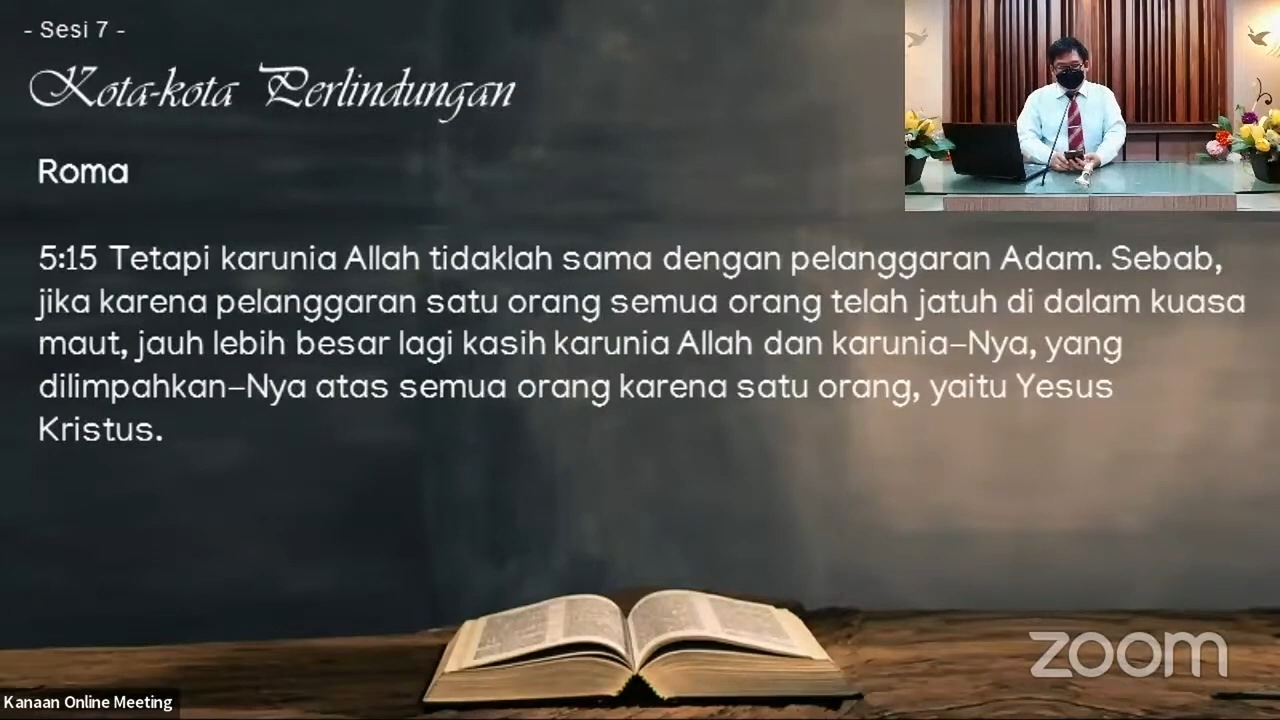 - Sesi 7 -
Kota-kota Perlindungan
Roma
5:15 Tetapi karunia Allah tidaklah sama dengan pelanggaran Adam. Sebab,
jika karena pelanggaran satu orang semua orang telah jatuh di dalam kuasa
maut, jauh lebih besar lagi kasih karunia Allah dan karunia-Nya, yang
dilimpahkan-Nya atas semua orang karena satu orang, yaitu Yesus
Kristus.
zoom
Kanaan Online Meeting